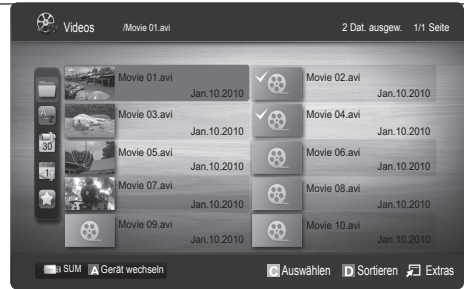 Videos /Movie 01.avi 2 Dat. ausgew. 1/1 Seite
Movie 01.avi Movie 02.avi
Jan.10.2010 Jan.10.2010
Movie 03.avi Movie 04.avi
Jan.10.2010 Jan.10.2010
Movie 05.avi Movie 06.avi
Jan.10.2010 Jan.10.2010
Movie 07.avi Movie 08.avi
Jan.10.2010 Jan.10.2010
Movie 09.avi Movie 10.avi
Jan.10.2010 Jan.10.2010
SUM A Gerät wechseln C Auswählen D Sortieren Extras